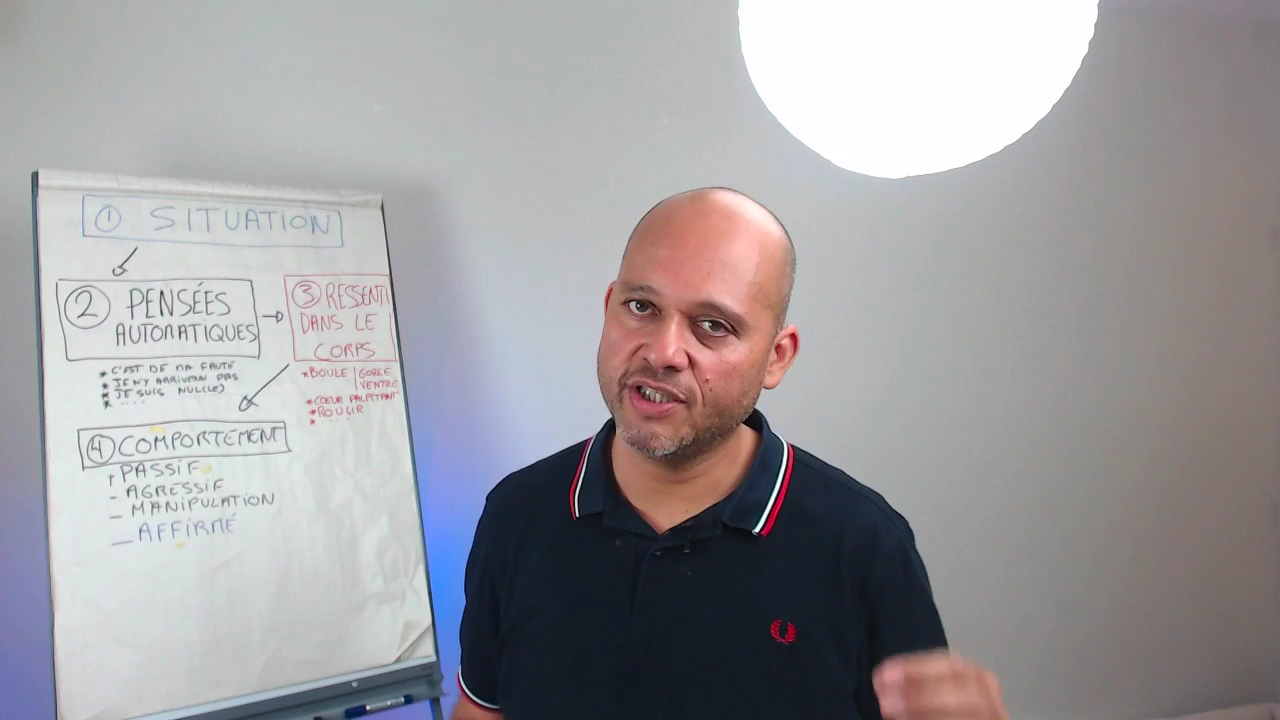 ① SITUATION
② PENSÉES
AUTOMATIQUES
* C'EST DE MA FAUTE
* JE N'Y ARRIVERAI PAS
* JE SUIS NUL(LE)
* ....
③ RESSENTI
DANS LE
CORPS
* BOULE | GORGE
VENTRE
* COEUR PALPITANT
* ROUGIR
* ....
④ COMPORTEMENT
- PASSIF
- AGRESSIF
- MANIPULATION
- AFFIRMÉ